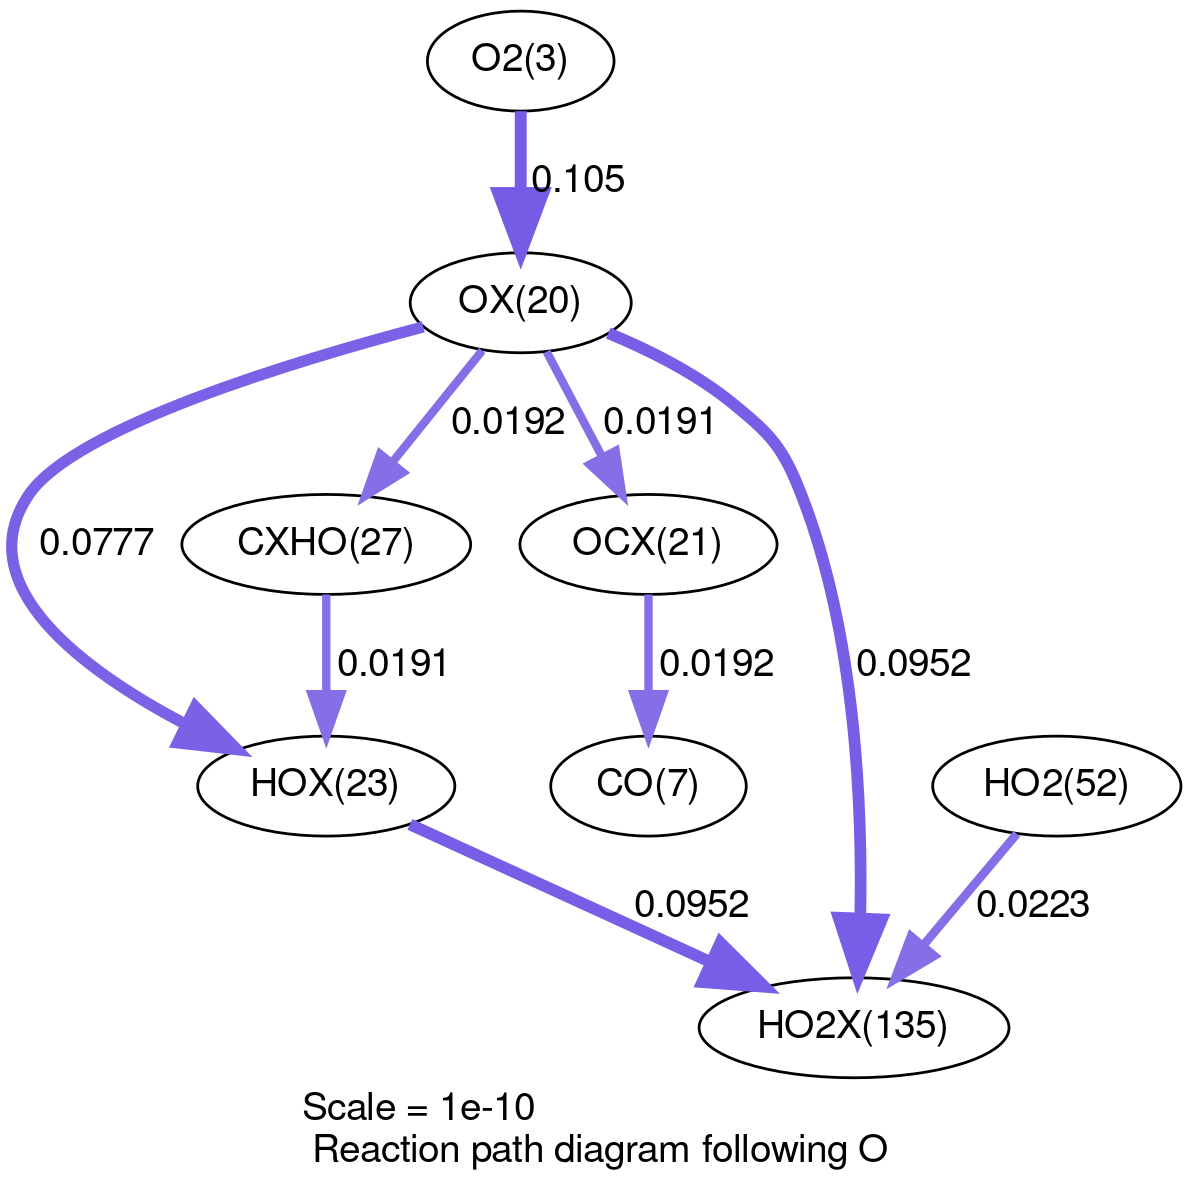 O2(3)
0.105
OX(20)
0.0192
0.0191
0.0777
CXHO(27)
OCX(21)
0.0191
0.0192
0.0952
HOX(23)
CO(7)
HO2(52)
0.0952
0.0223
HO2X(135)
Scale = 1e-10
Reaction path diagram following O